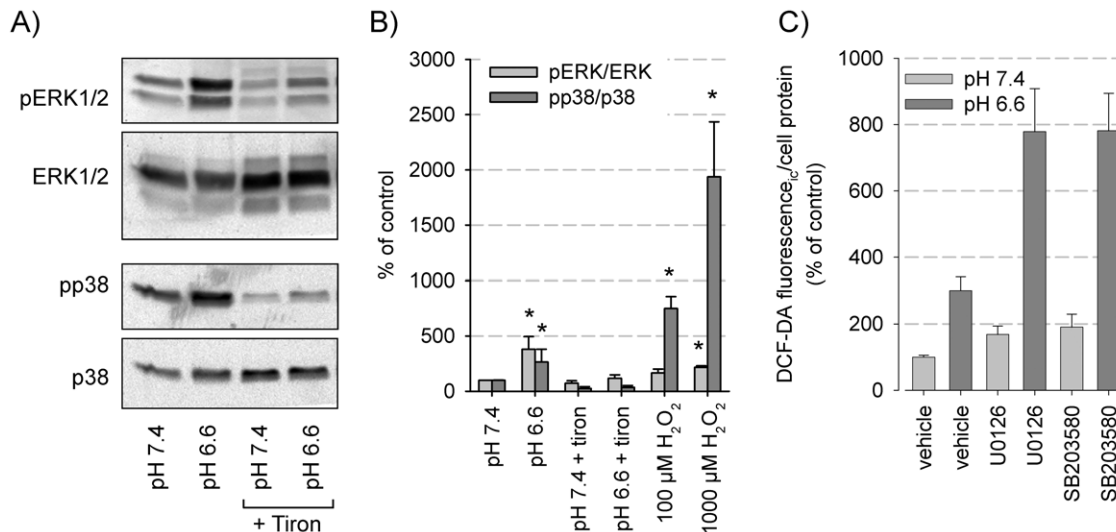 A)
pERK1/2
ERK1/2
pp38
p38
pH 7.4
pH 6.6
pH 7.4
pH 6.6
+ Tiron
B)
% of control
3000
2500
2000
1500
1000
500
0
pERK/ERK
pp38/p38
*
*
*
*
*
pH 7.4
pH 6.6
pH 7.4 + tiron
pH 6.6 + tiron
100 µM H₂O₂
1000 µM H₂O₂
C)
DCF-DA fluorescenceic/cell protein
(% of control)
1000
800
600
400
200
0
pH 7.4
pH 6.6
vehicle
vehicle
U0126
U0126
SB203580
SB203580